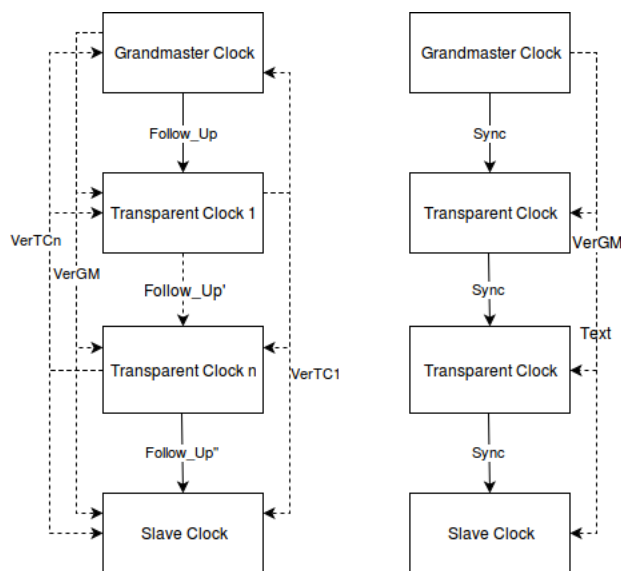 Grandmaster Clock
Follow_Up
Transparent Clock 1
VerTCn
VerGM
Follow_Up'
Transparent Clock n
VerTC1
Follow_Up"
Slave Clock
Grandmaster Clock
Sync
Transparent Clock
VerGM
Sync
Text
Transparent Clock
Sync
Slave Clock